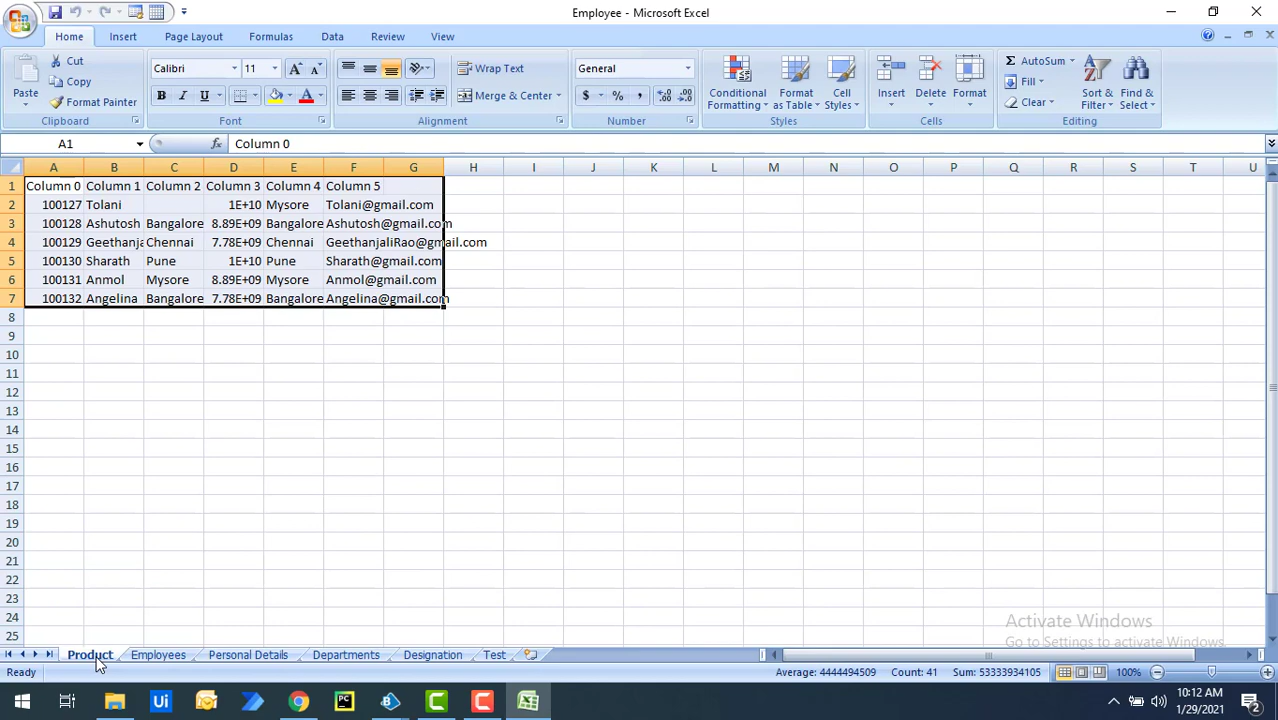 Employee - Microsoft Excel
Home Insert Page Layout Formulas Data Review View
Paste Cut Copy Format Painter Clipboard
Calibri 11 A A B I U A Font
Wrap Text Merge & Center Alignment
General $ % , .0 .00 .00 .0 Number
Conditional Formatting Format as Table Cell Styles Styles
Insert Delete Format Cells
Σ AutoSum Fill Clear Sort & Filter Find & Select Editing
A1 fx Column 0
A B C D E F G H I J K L M N O P Q R S T U
1 Column 0 Column 1 Column 2 Column 3 Column 4 Column 5
2 100127 Tolani 1E+10 Mysore Tolani@gmail.com
3 100128 Ashutosh Bangalore 8.89E+09 Bangalore Ashutosh@gmail.com
4 100129 Geethanja Chennai 7.78E+09 Chennai GeethanjaliRao@gmail.com
5 100130 Sharath Pune 1E+10 Pune Sharath@gmail.com
6 100131 Anmol Mysore 8.89E+09 Mysore Anmol@gmail.com
7 100132 Angelina Bangalore 7.78E+09 Bangalore Angelina@gmail.com
8
9
10
11
12
13
14
15
16
17
18
19
20
21
22
23
24
25
Activate Windows
Go to Settings to activate Windows.
Product Employees Personal Details Departments Designation Test
Ready Average: 4444494509 Count: 41 Sum: 53333934105 100%
Ui PC C C
10:12 AM
1/29/2021
2